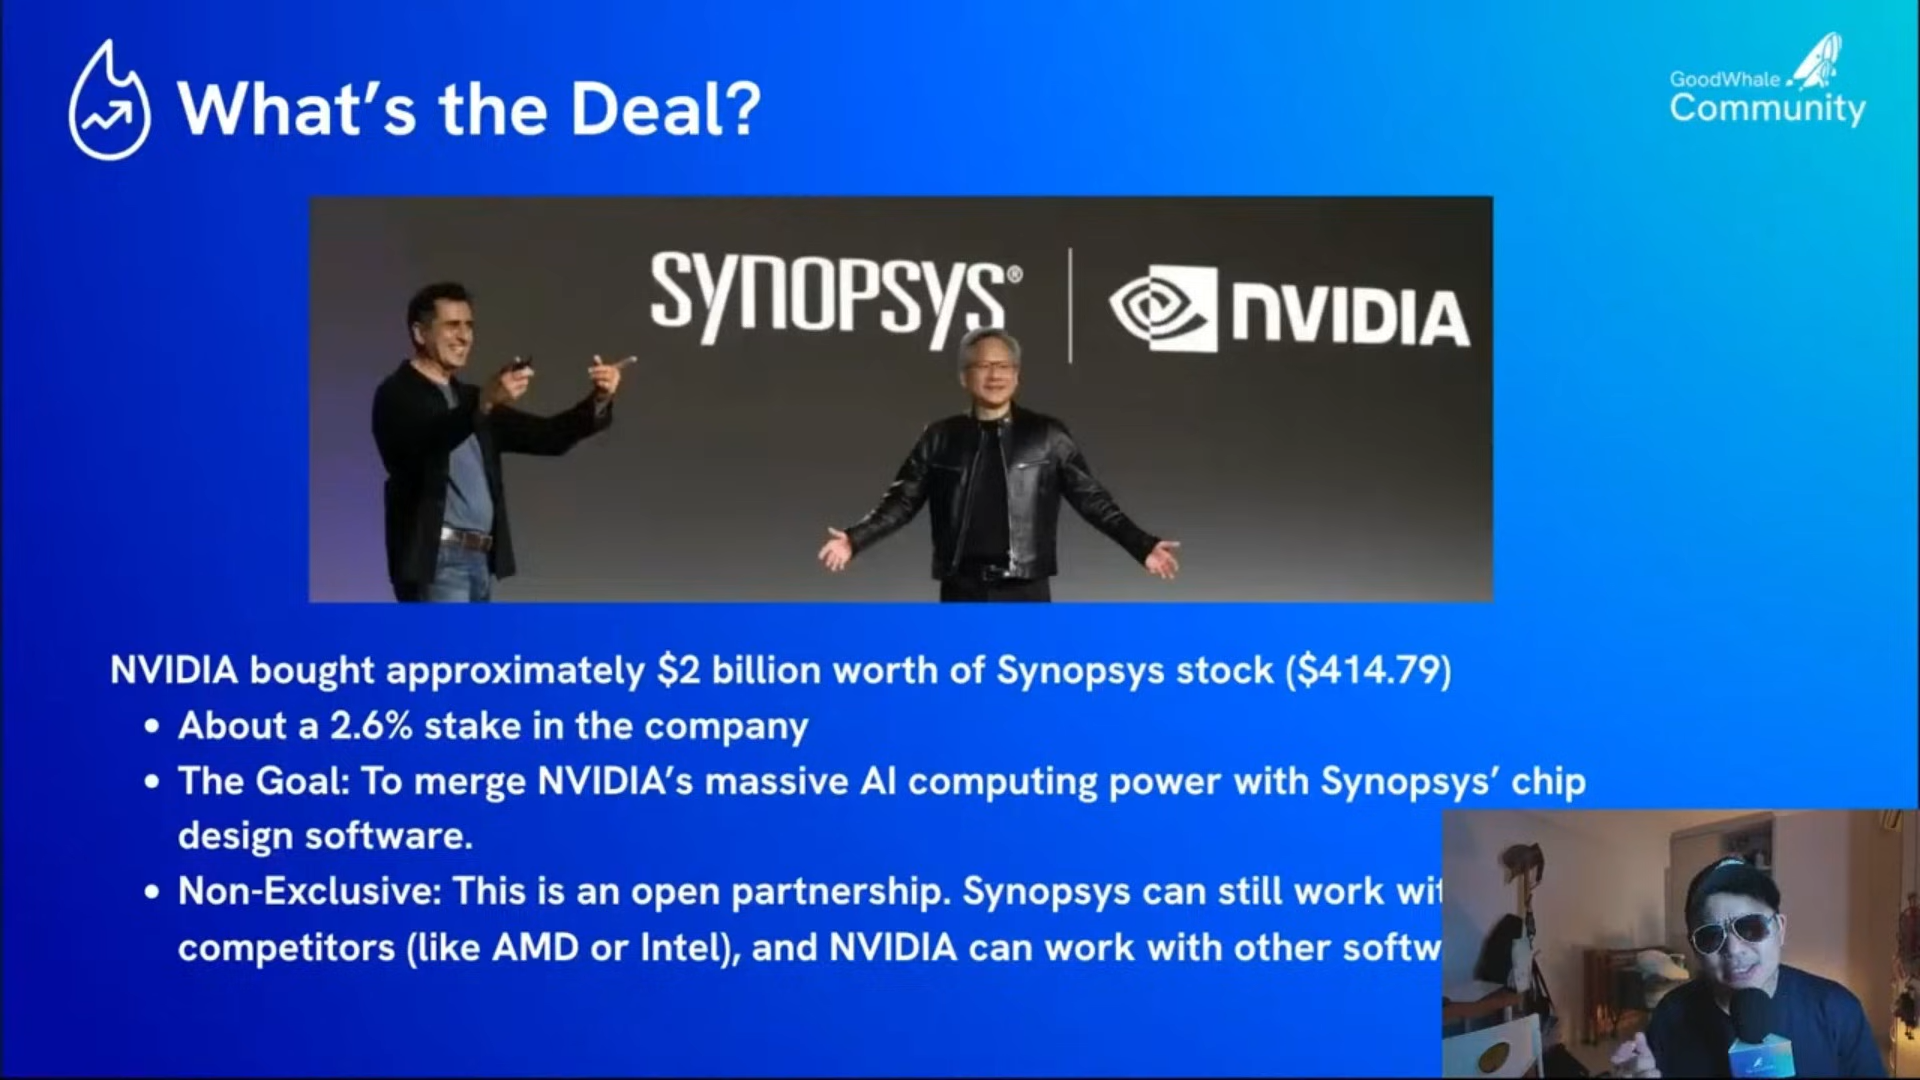 What's the Deal?
GoodWhale
Community
SYNOPSYS®
NVIDIA
NVIDIA bought approximately $2 billion worth of Synopsys stock ($414.79)
• About a 2.6% stake in the company
• The Goal: To merge NVIDIA's massive AI computing power with Synopsys' chip
design software.
• Non-Exclusive: This is an open partnership. Synopsys can still work
competitors (like AMD or Intel), and NVIDIA can work with other